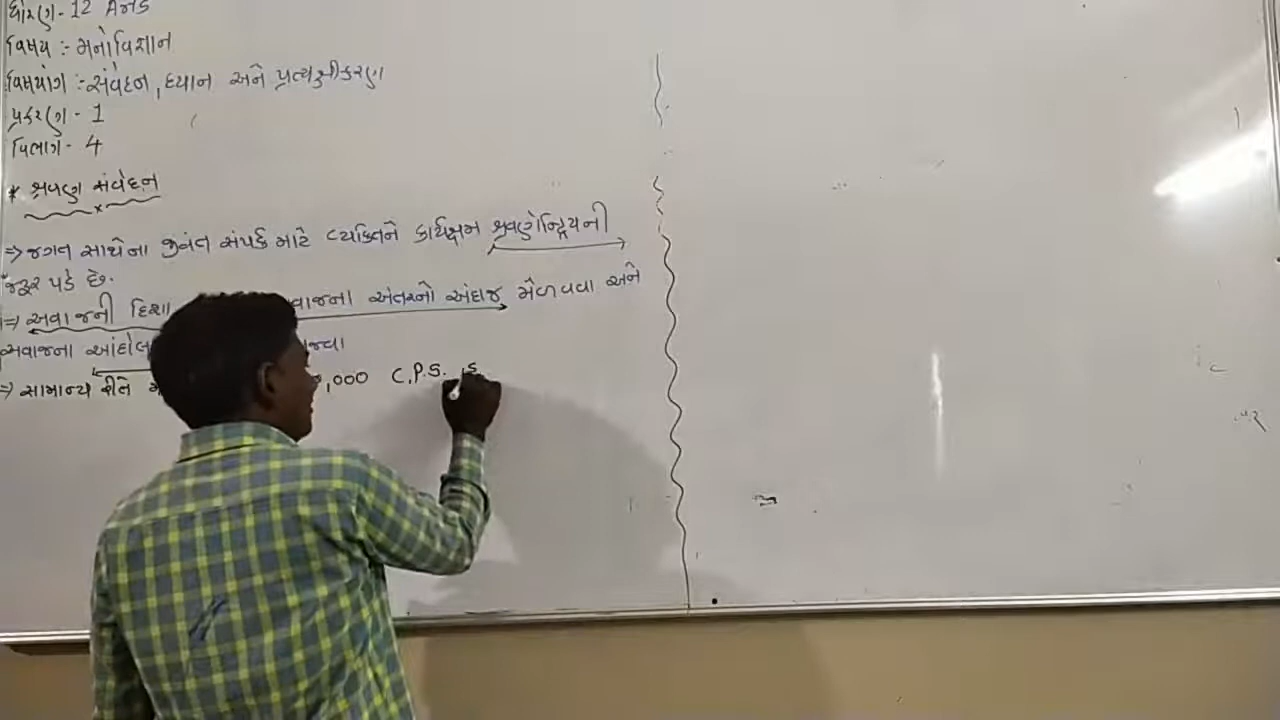 ધોરણ- 12 Arts
વિષય :- મનોવિજ્ઞાન
વિષયાંગ :- સંવેદન, ધ્યાન અને પ્રત્યક્ષીકરણ
પ્રકરણ - 1
વિભાગ- 4
* શ્રવણ સંવેદન
⇒ જગત સાથેના જીવંત સંપર્ક માટે વ્યક્તિને કાર્યક્ષમ શ્રવણેન્દ્રિયની
જરૂર પડે છે.
⇒ અવાજની દિશા વાજના અંતરનો અંદાજ મેળવવા અને
અવાજના આંદોલ
⇒ સામાન્ય રીતે ,000 C.P.S.